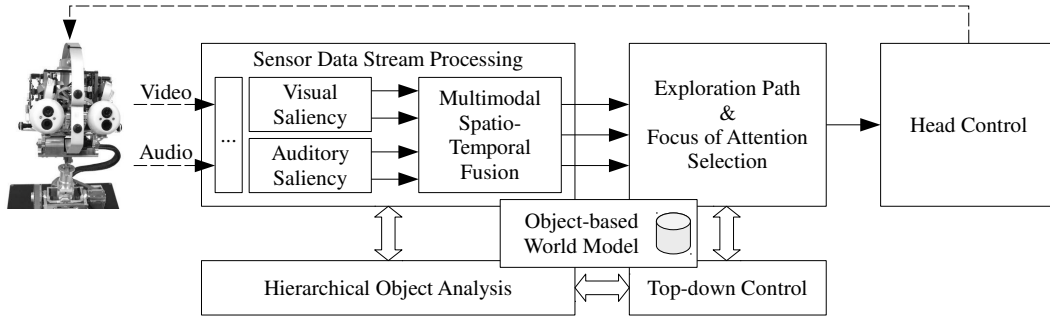 Sensor Data Stream Processing
Video
Audio
...
Visual
Saliency
Auditory
Saliency
Multimodal
Spatio-
Temporal
Fusion
Exploration Path
&
Focus of Attention
Selection
Head Control
Object-based
World Model
Hierarchical Object Analysis
Top-down Control